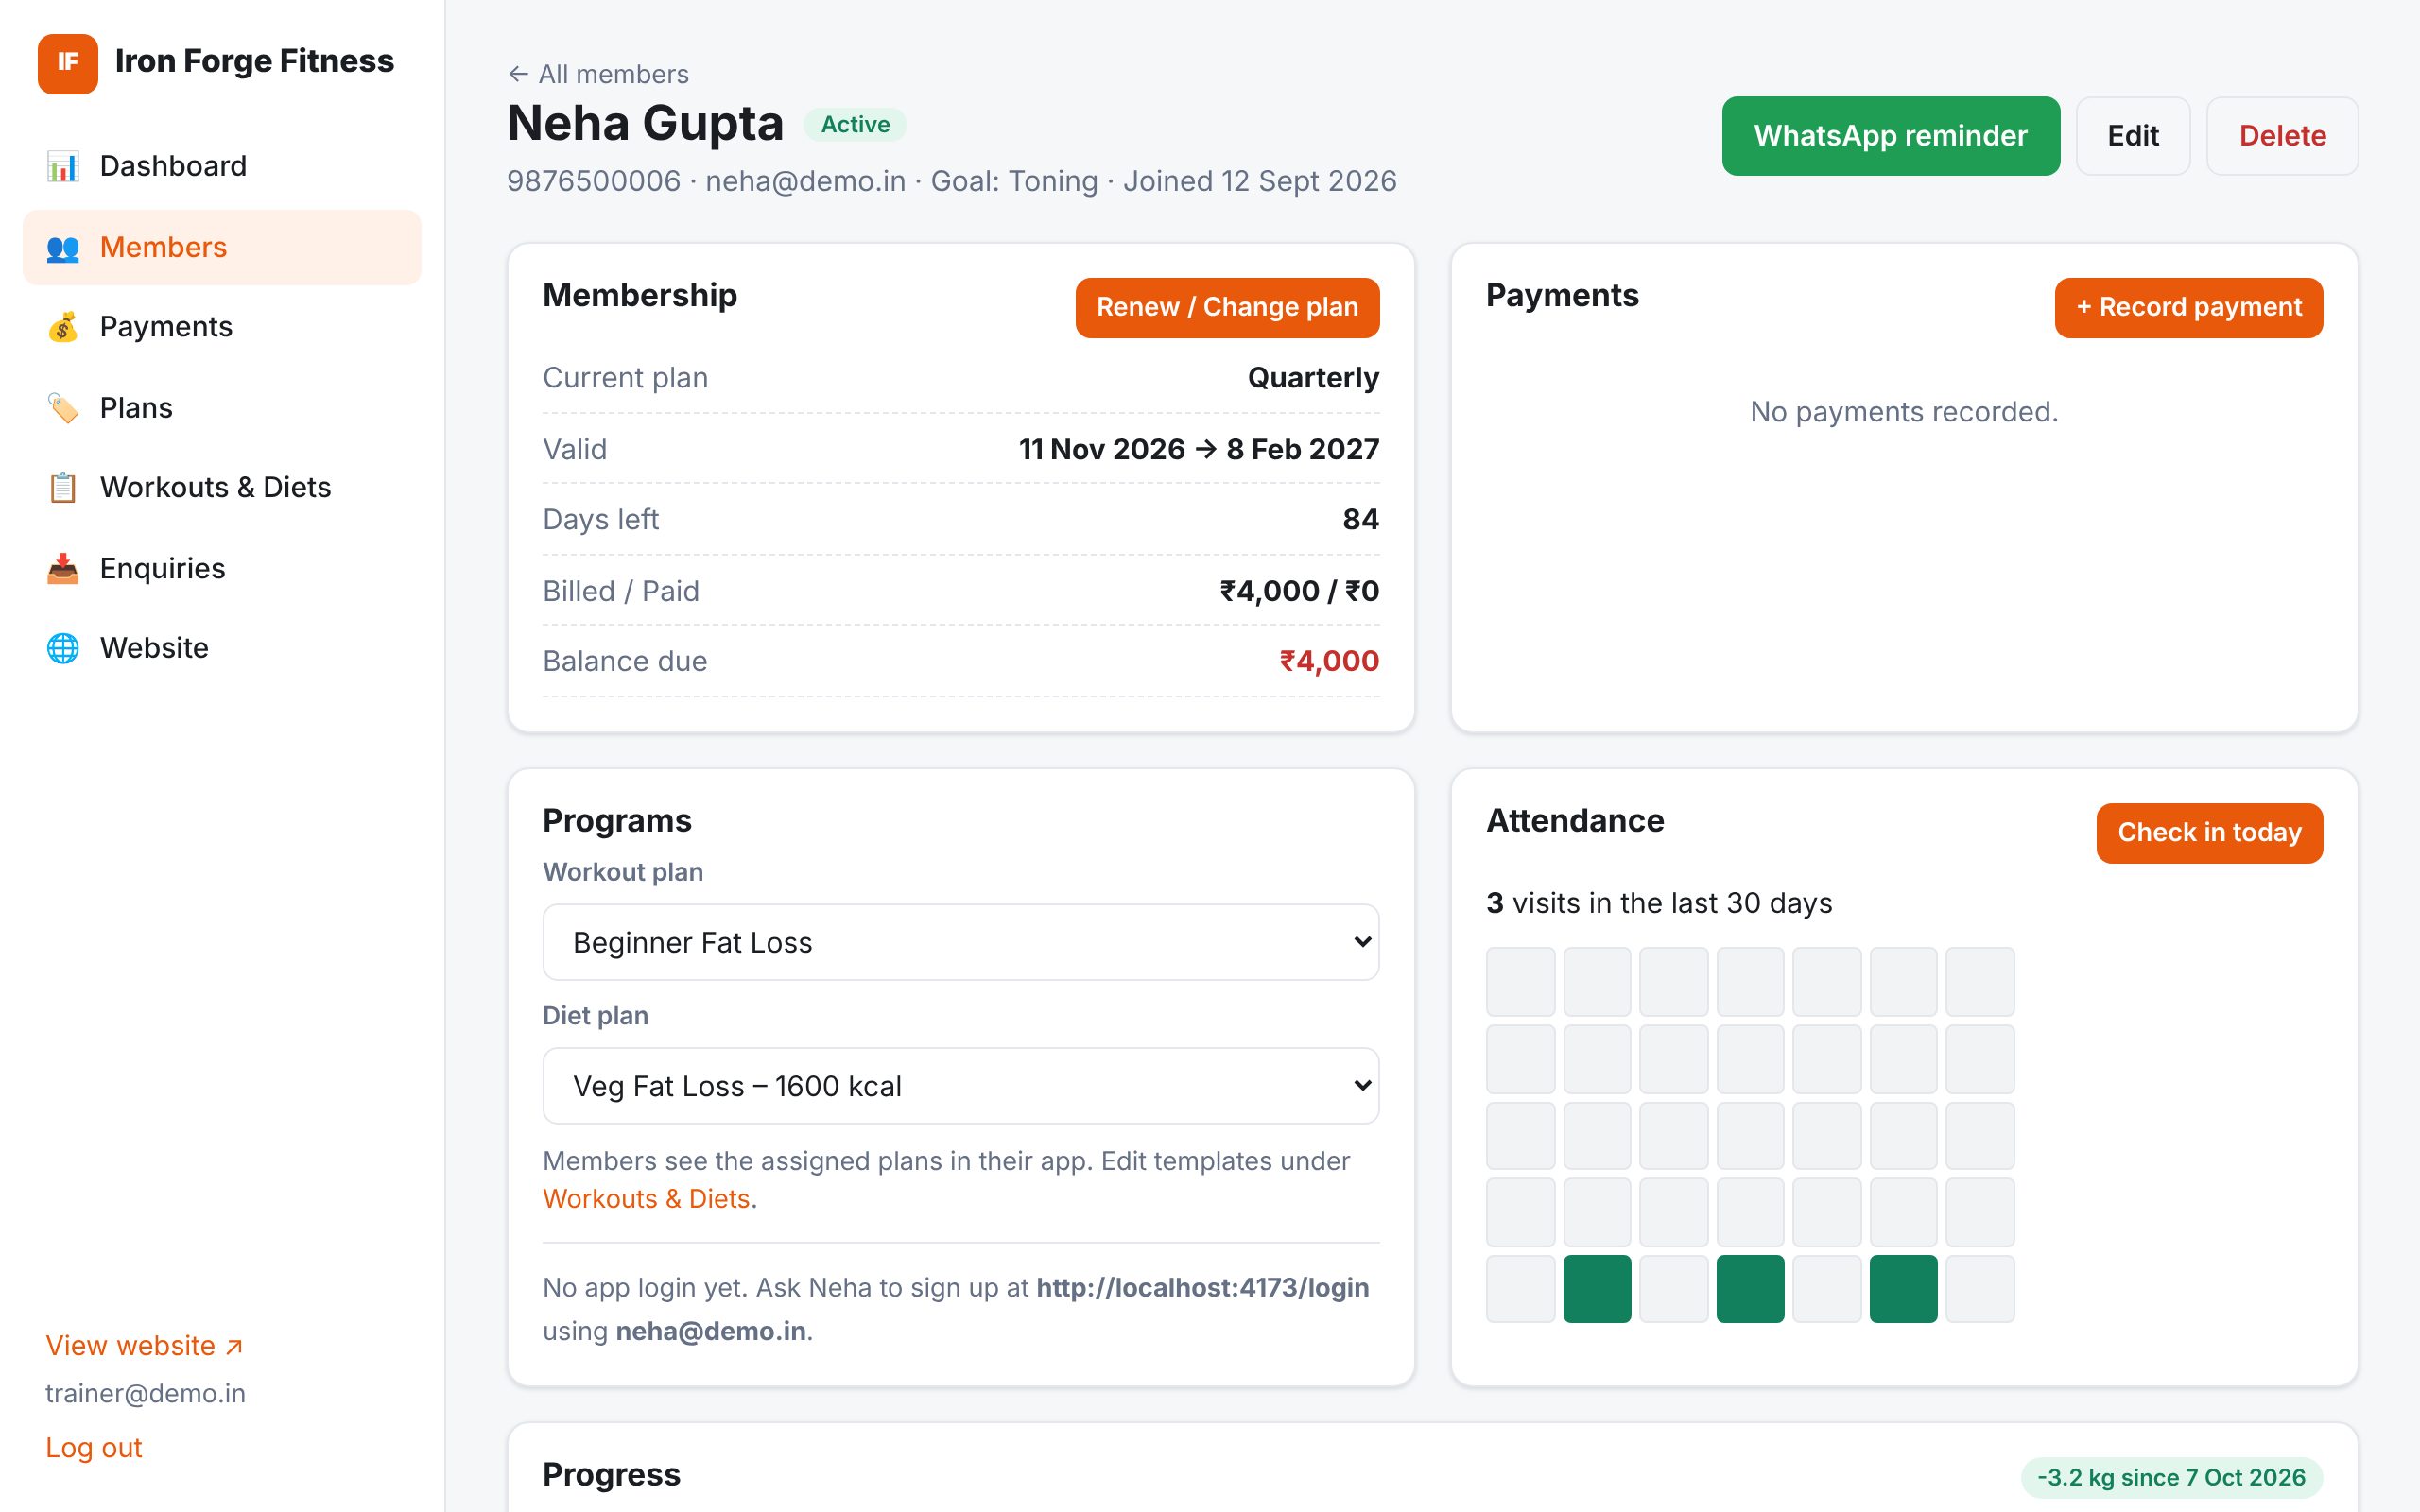 IF Iron Forge Fitness
Dashboard
Members
Payments
Plans
Workouts & Diets
Enquiries
Website
View website ↗
trainer@demo.in
Log out
← All members
Neha Gupta Active
9876500006 · neha@demo.in · Goal: Toning · Joined 12 Sept 2026
WhatsApp reminder Edit Delete
Membership Renew / Change plan
Current plan Quarterly
Valid 11 Nov 2026 → 8 Feb 2027
Days left 84
Billed / Paid ₹4,000 / ₹0
Balance due ₹4,000
Payments + Record payment
No payments recorded.
Programs
Workout plan
Beginner Fat Loss
Diet plan
Veg Fat Loss – 1600 kcal
Members see the assigned plans in their app. Edit templates under
Workouts & Diets.
No app login yet. Ask Neha to sign up at http://localhost:4173/login
using neha@demo.in.
Attendance Check in today
3 visits in the last 30 days
Progress -3.2 kg since 7 Oct 2026